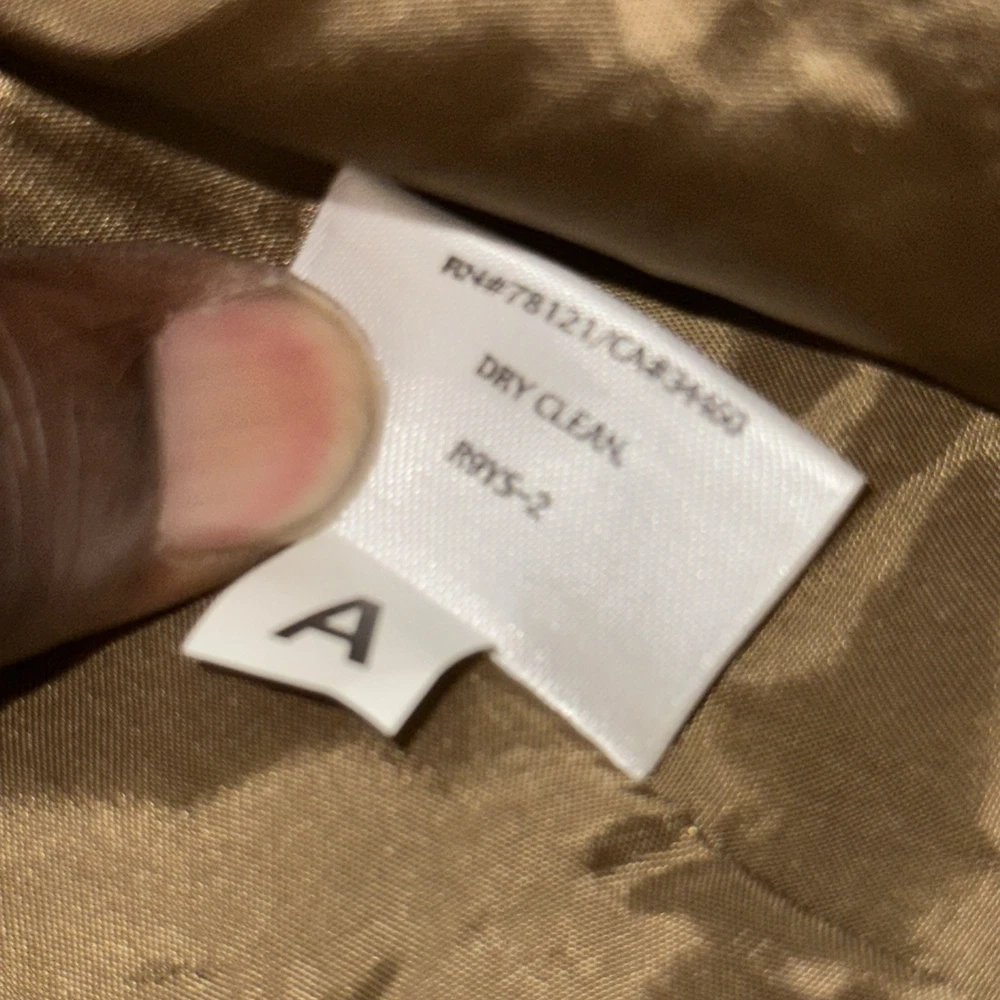 RN#78121/CA#34460
DRY CLEAN.
R9YS-2
A